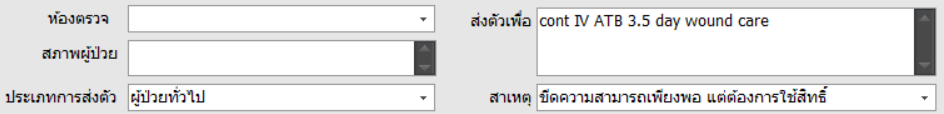 ห้องตรวจ
สภาพผู้ป่วย
ประเภทการส่งตัว ผู้ป่วยทั่วไป
ส่งตัวเพื่อ cont IV ATB 3.5 day wound care
สาเหตุ ขีดความสามารถเพียงพอ แต่ต้องการใช้สิทธิ์